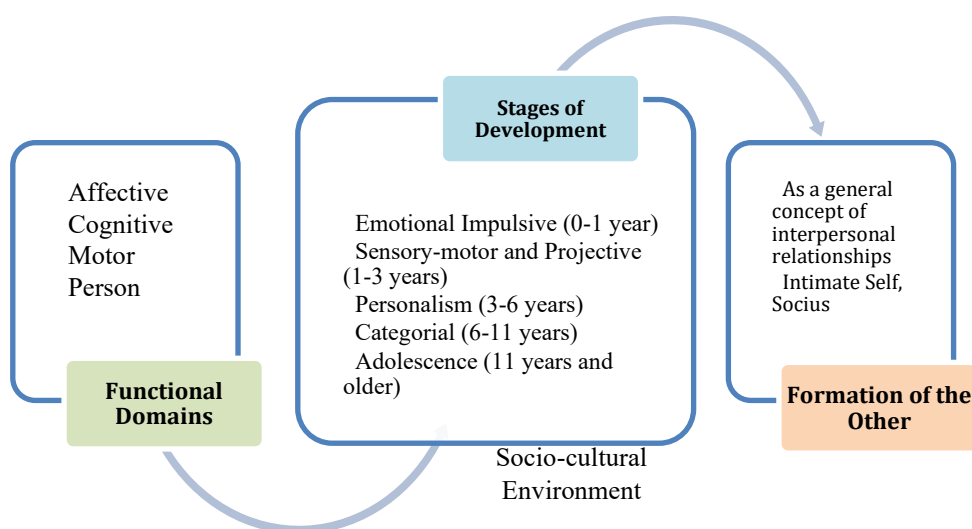 Affective
Cognitive
Motor
Person
Functional
Domains
Stages of
Development
Emotional Impulsive (0-1 year)
Sensory-motor and Projective
(1-3 years)
Personalism (3-6 years)
Categorial (6-11 years)
Adolescence (11 years and
older)
Socio-cultural
Environment
As a general
concept of
interpersonal
relationships
Intimate Self,
Socius
Formation of the
Other